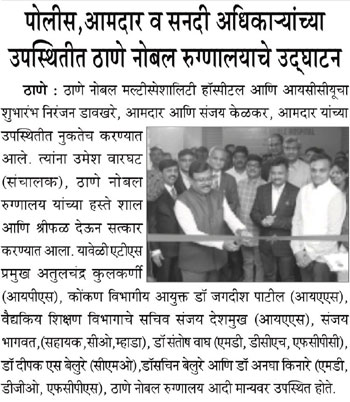 पोलीस,आमदार व सनदी अधिकाऱ्यांच्या
उपस्थितीत ठाणे नोबल रुग्णालयाचे उद्घाटन
ठाणे : ठाणे नोबल मल्टीस्पेशालिटी हॉस्पीटल आणि आयसीसीयूचा
शुभारंभ निरंजन डावखरे, आमदार आणि संजय केळकर, आमदार यांच्या
उपस्थितीत नुकतेच करण्यात
आले. त्यांना उमेश वारघट
(संचालक), ठाणे नोबल
रुग्णालय यांच्या हस्ते शाल
आणि श्रीफळ देऊन सत्कार
करण्यात आला. यावेळी एटीएस
प्रमुख अतुलचंद्र कुलकर्णी
(आयपीएस), कोंकण विभागीय आयुक्त डॉ जगदीश पाटील (आयएएस),
वैद्यकिय शिक्षण विभागाचे सचिव संजय देशमुख (आयएएस), संजय
भागवत,(सहायक,सीओ,म्हाडा), डॉ संतोष वाघ (एमडी, डीसीएच, एफसीपीसी),
डॉ दीपक एस बेलुरे (सीएमओ),डॉसचिन बेलुरे आणि डॉ अनघा किनारे (एमडी,
डीजीओ, एफसीपीएस), ठाणे नोबल रुग्णालय आदी मान्यवर उपस्थित होते.